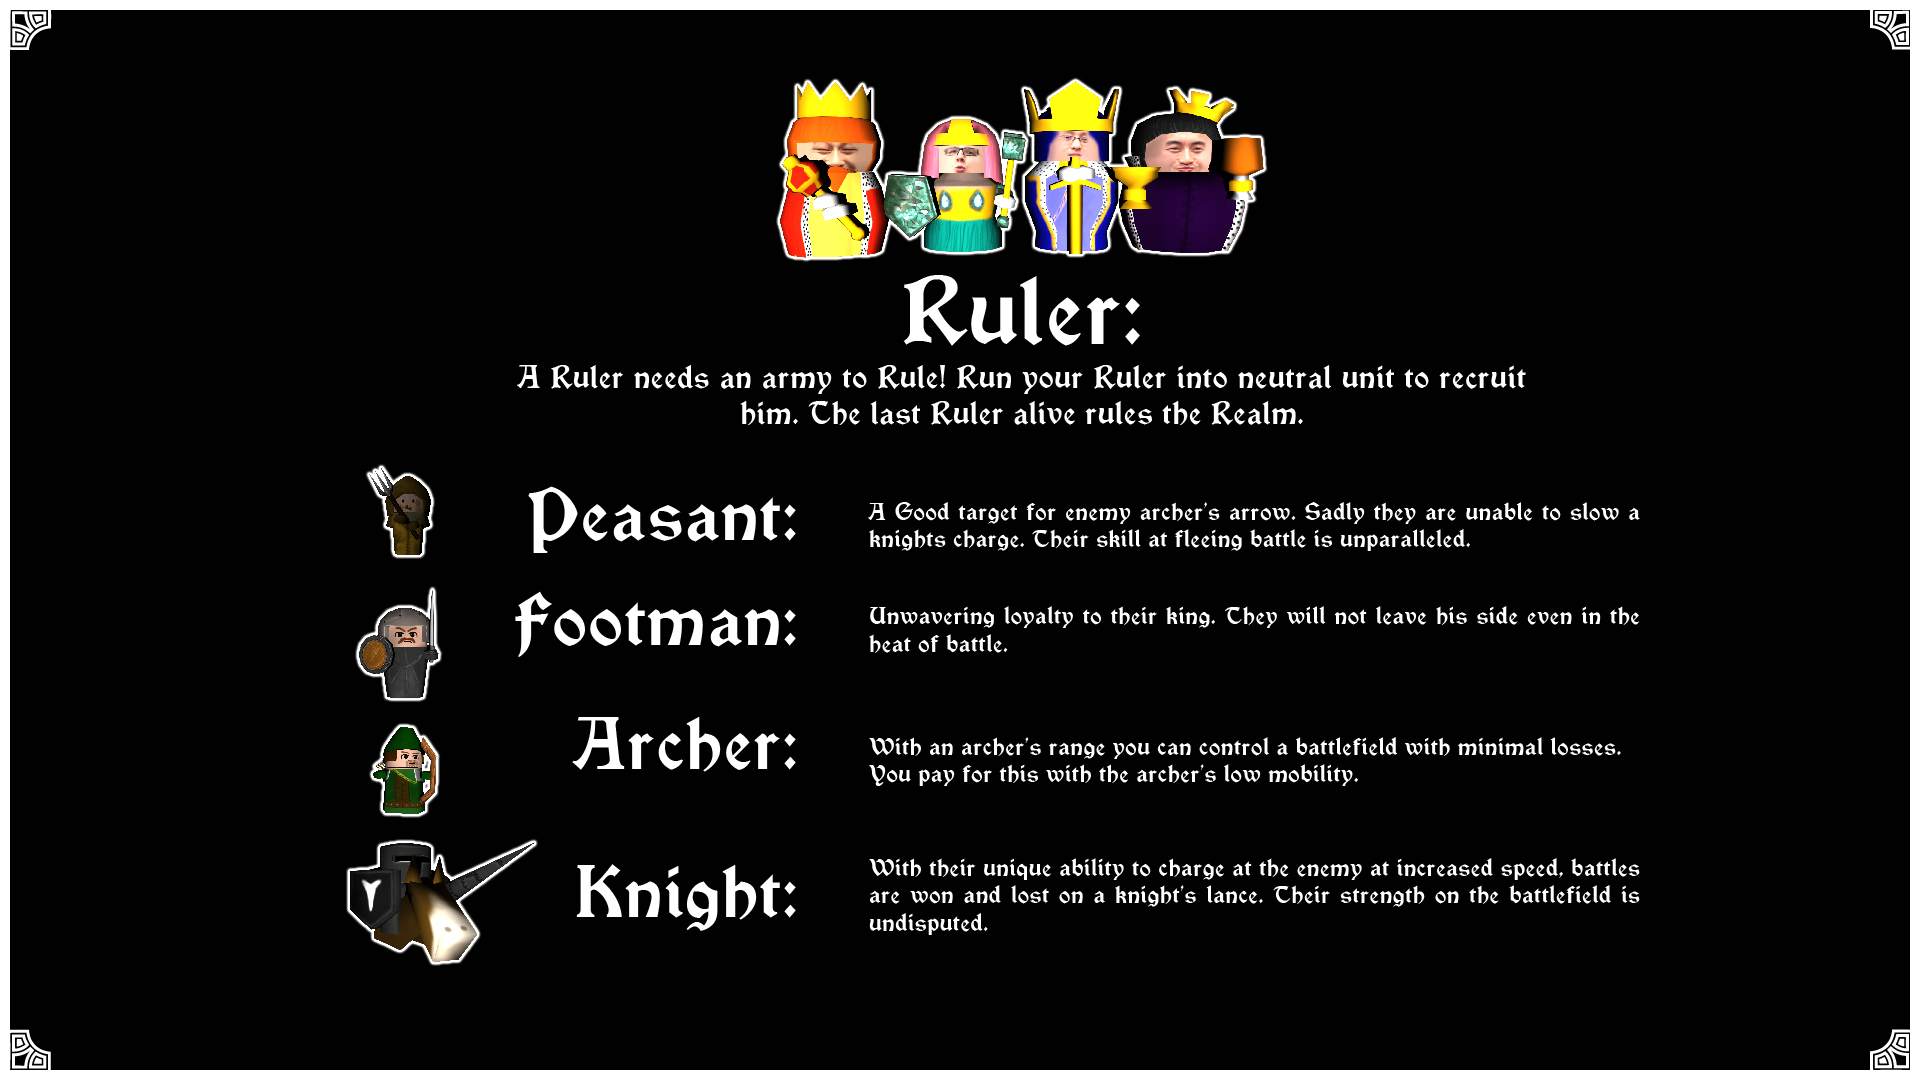 Ruler:
A Ruler needs an army to Rule! Run your Ruler into neutral unit to recruit
him. The last Ruler alive rules the Realm.
Peasant:
A Good target for enemy archer's arrow. Sadly they are unable to slow a
knights charge. Their skill at fleeing battle is unparalleled.
Footman:
Unwavering loyalty to their king. They will not leave his side even in the
heat of battle.
Archer:
With an archer's range you can control a battlefield with minimal losses.
You pay for this with the archer's low mobility.
Knight:
With their unique ability to charge at the enemy at increased speed, battles
are won and lost on a knight's lance. Their strength on the battlefield is
undisputed.